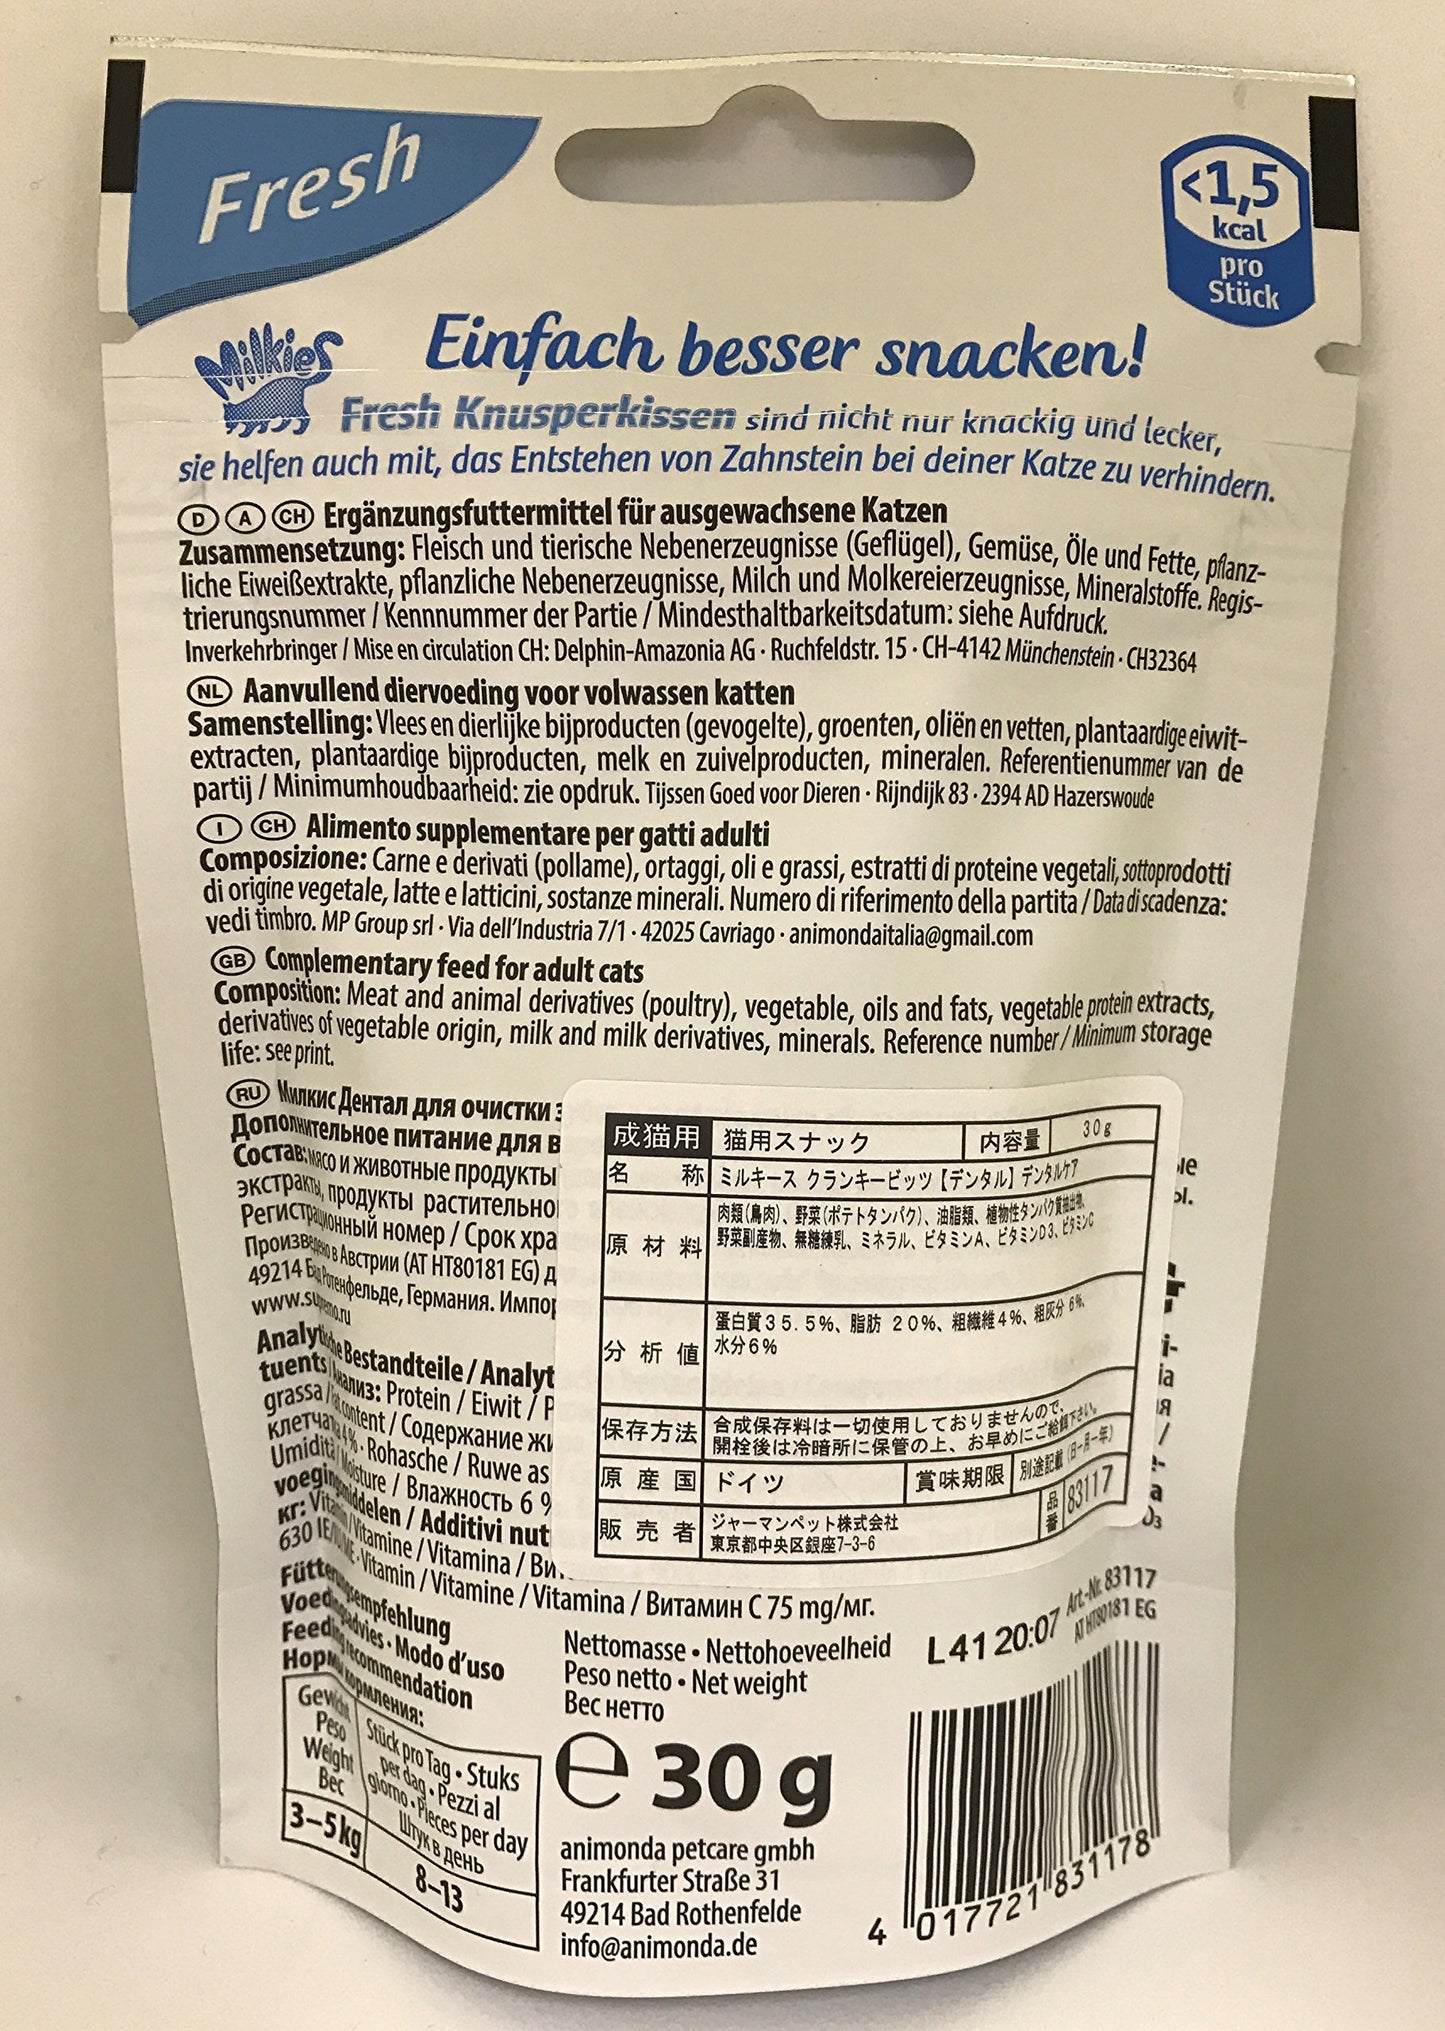 Fresh
<1,5
kcal
pro
Stück
Milkies
Einfach besser snacken!
Fresh Knusperkissen sind nicht nur knackig und lecker,
sie helfen auch mit, das Entstehen von Zahnstein bei deiner Katze zu verhindern.
D A CH Ergänzungsfuttermittel für ausgewachsene Katzen
Zusammensetzung: Fleisch und tierische Nebenerzeugnisse (Geflügel), Gemüse, Öle und Fette, pflanz-
liche Eiweißextrakte, pflanzliche Nebenerzeugnisse, Milch und Molkereierzeugnisse, Mineralstoffe. Regis-
trierungsnummer / Kennnummer der Partie / Mindesthaltbarkeitsdatum: siehe Aufdruck.
Inverkehrbringer / Mise en circulation CH: Delphin-Amazonia AG · Ruchfeldstr. 15 · CH-4142 Münchenstein · CH32364
NL Aanvullend diervoeding voor volwassen katten
Samenstelling: Vlees en dierlijke bijproducten (gevogelte), groenten, oliën en vetten, plantaardige eiwit-
extracten, plantaardige bijproducten, melk en zuivelproducten, mineralen. Referentienummer van de
partij / Minimumhoudbaarheid: zie opdruk. Tijssen Goed voor Dieren · Rijndijk 83 · 2394 AD Hazerswoude
I CH Alimento supplementare per gatti adulti
Composizione: Carne e derivati (pollame), ortaggi, oli e grassi, estratti di proteine vegetali, sottoprodotti
di origine vegetale, latte e latticini, sostanze minerali. Numero di riferimento della partita / Data di scadenza:
vedi timbro. MP Group srl · Via dell'Industria 7/1 · 42025 Cavriago · animondaitalia@gmail.com
GB Complementary feed for adult cats
Composition: Meat and animal derivatives (poultry), vegetable, oils and fats, vegetable protein extracts,
derivatives of vegetable origin, milk and milk derivatives, minerals. Reference number / Minimum storage
life: see print.
RU Милкис Дентал для очистки
Дополнительное питание для в
Состав: мясо и животные продукты
экстракты, продукты растительно
Регистрационный номер / Срок хра
Произведено в Австрии (AT HT80181 EG) д
49214 Бад Ротенфельде, Германия. Импор
www.supremo.ru
Analytische Bestandteile / Analyt
tuents / Анализ: Protein / Eiwit / P
grassa / Fat content / Содержание жи
клетчатка 4% · Rohasche / Ruwe as
Umidità / Moisture / Влажность 6 %
voegingsmiddelen / Additivi nut
кг: Vitamin / Vitamine / Vitamina / Ви
630 IE/IU/ME · Vitamin / Vitamine / Vitamina / Витамин C 75 mg/мг.
成猫用 猫用スナック 内容量 30g
名 称 ミルキース クランキービッツ【デンタル】デンタルケア
原 材 料 肉類(鳥肉)、野菜(ポテトタンパク)、油脂類、植物性タンパク質抽出物、
野菜副産物、無糖練乳、ミネラル、ビタミンA、ビタミンD3、ビタミンC
分 析 値 蛋白質35.5%、脂肪 20%、粗繊維4%、粗灰分 6%、
水分6%
保存方法 合成保存料は一切使用しておりませんので、
開栓後は冷暗所に保管の上、お早めにご給餌下さい。
原 産 国 ドイツ 賞味期限 別途記載(日-月-年)
販 売 者 ジャーマンペット株式会社 品番 83117
東京都中央区銀座7-3-6
Fütterungsempfehlung
Voedingsadvies · Modo d'uso
Feeding recommendation
Нормы кормления:
Gewicht
Peso
Weight
Вес
Stück pro Tag · Stuks
per dag · Pezzi al
giorno · Pieces per day
Штук в день
3–5 kg
8–13
Nettomasse • Nettohoeveelheid
Peso netto • Net weight
Вес нетто
℮ 30 g
animonda petcare gmbh
Frankfurter Straße 31
49214 Bad Rothenfelde
info@animonda.de
L41 20:07
Art.-Nr. 83117
AT HT80181 EG
4 017721 831178